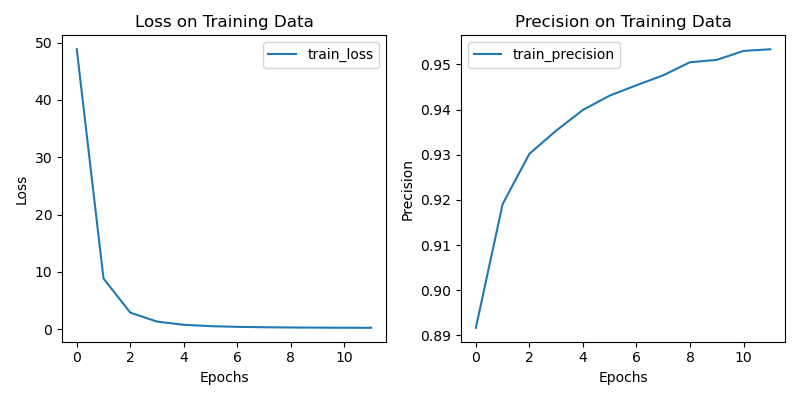 Loss on Training Data
50
40
30
20
10
0
Loss
train_loss
0 2 4 6 8 10
Epochs
Precision on Training Data
0.95
0.94
0.93
0.92
0.91
0.90
0.89
Precision
train_precision
0 2 4 6 8 10
Epochs